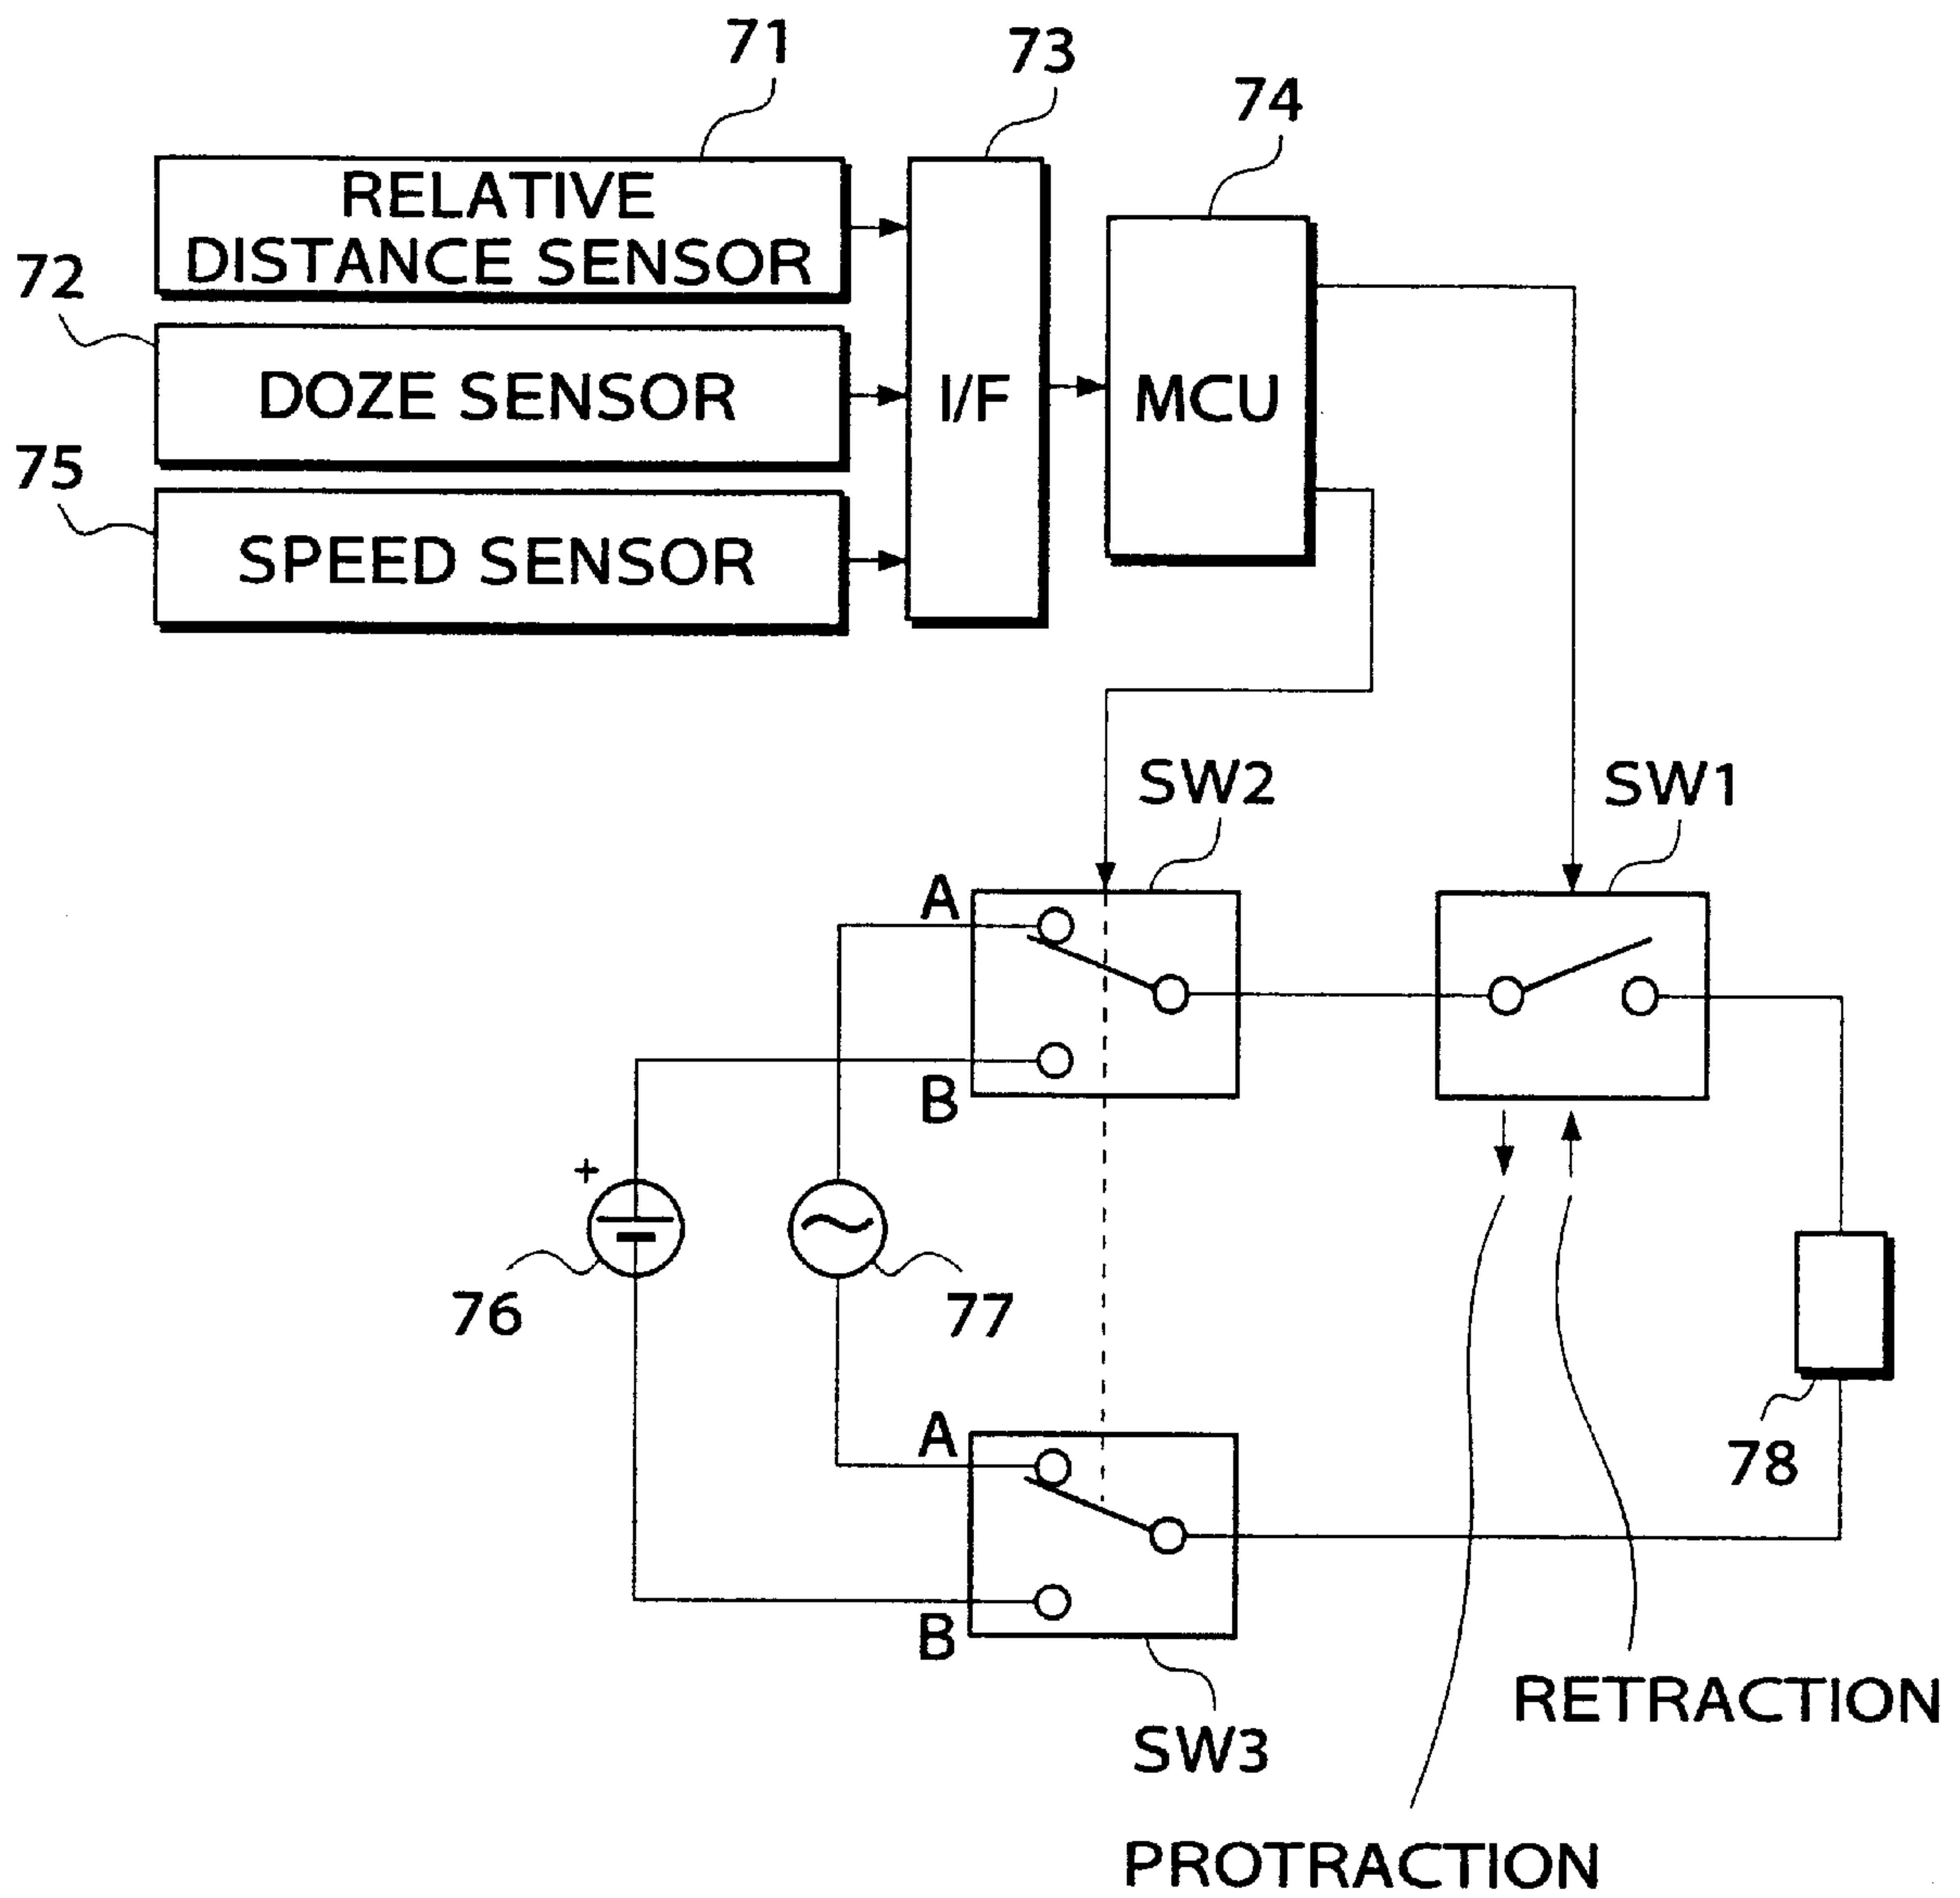 71
73
74
RELATIVE
DISTANCE SENSOR
72
DOZE SENSOR
I/F
MCU
75
SPEED SENSOR
SW2
SW1
A
B
+
76
77
A
78
B
RETRACTION
SW3
PROTRACTION